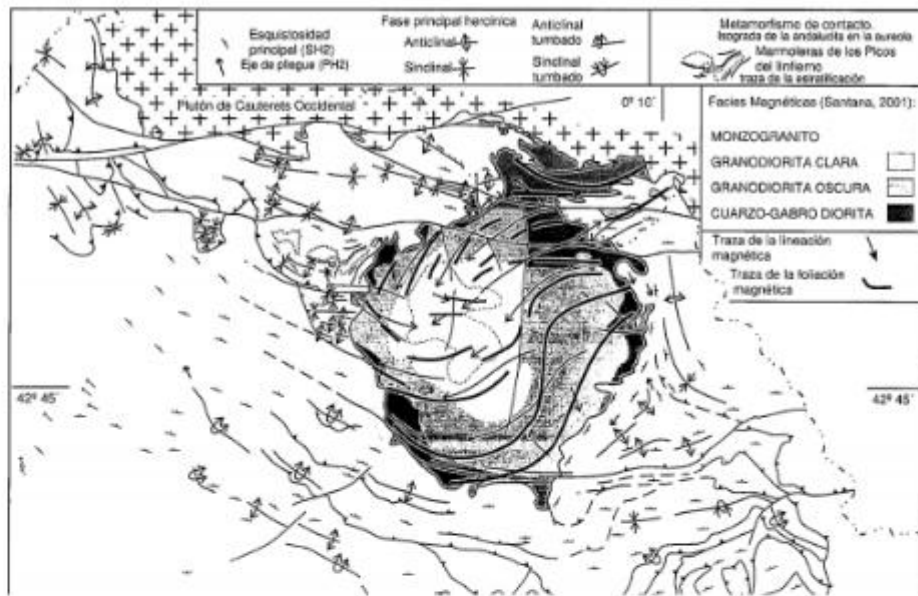 Esquistosidad
principal (SH2)
Eje de pliegue (PH2)
Fase principal hercínica
Anticlinal
Sinclinal
Anticlinal
tumbado
Sinclinal
tumbado
Metamorfismo de contacto.
Isograda de la andalucita en la aureola
Marmoleras de los Picos
del Infierno
traza de la estratificación
Plutón de Cauterets Occidental
0º 10´
Facies Magnéticas (Santana, 2001):
MONZOGRANITO
GRANODIORITA CLARA
GRANODIORITA OSCURA
CUARZO-GABRO DIORITA
Traza de la lineación
magnética
Traza de la foliación
magnética
42º 45´
42º 45´